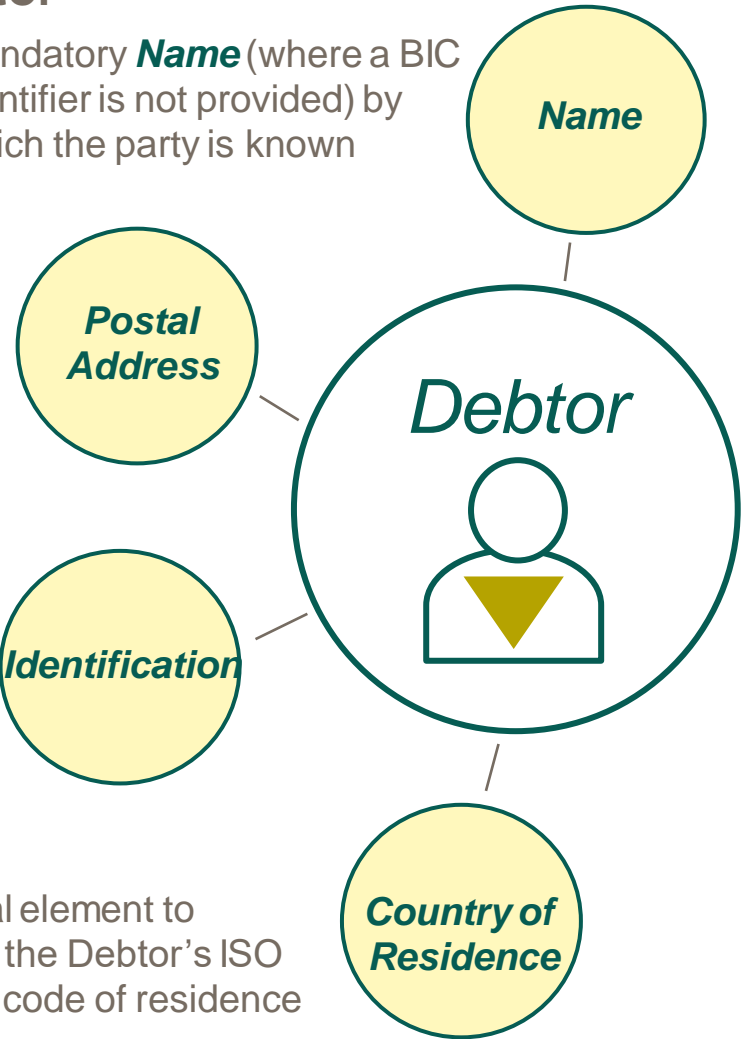 ndatory Name (where a BIC
ntifier is not provided) by
ich the party is known
Name
Postal
Address
Debtor
Identification
al element to
the Debtor's ISO
code of residence
Country of
Residence